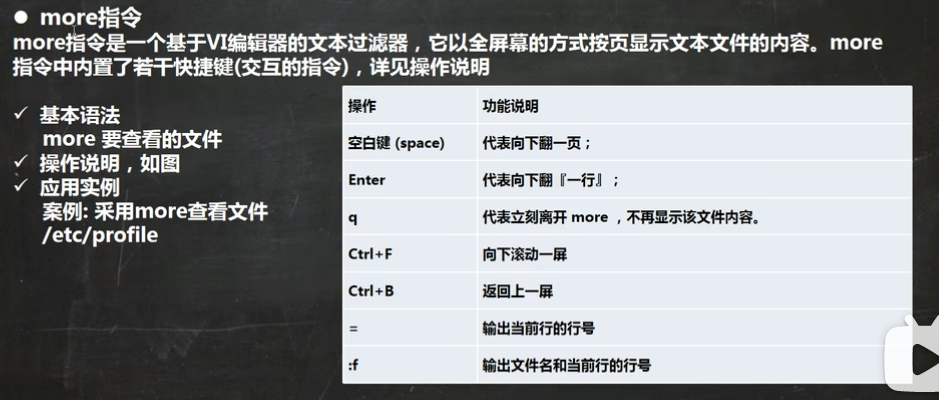 ● more指令
more指令是一个基于VI编辑器的文本过滤器，它以全屏幕的方式按页显示文本文件的内容。more
指令中内置了若干快捷键(交互的指令)，详见操作说明
✓ 基本语法
more 要查看的文件
✓ 操作说明，如图
✓ 应用实例
案例: 采用more查看文件
/etc/profile
操作 功能说明
空白键 (space) 代表向下翻一页；
Enter 代表向下翻『一行』；
q 代表立刻离开 more ，不再显示该文件内容。
Ctrl+F 向下滚动一屏
Ctrl+B 返回上一屏
= 输出当前行的行号
:f 输出文件名和当前行的行号